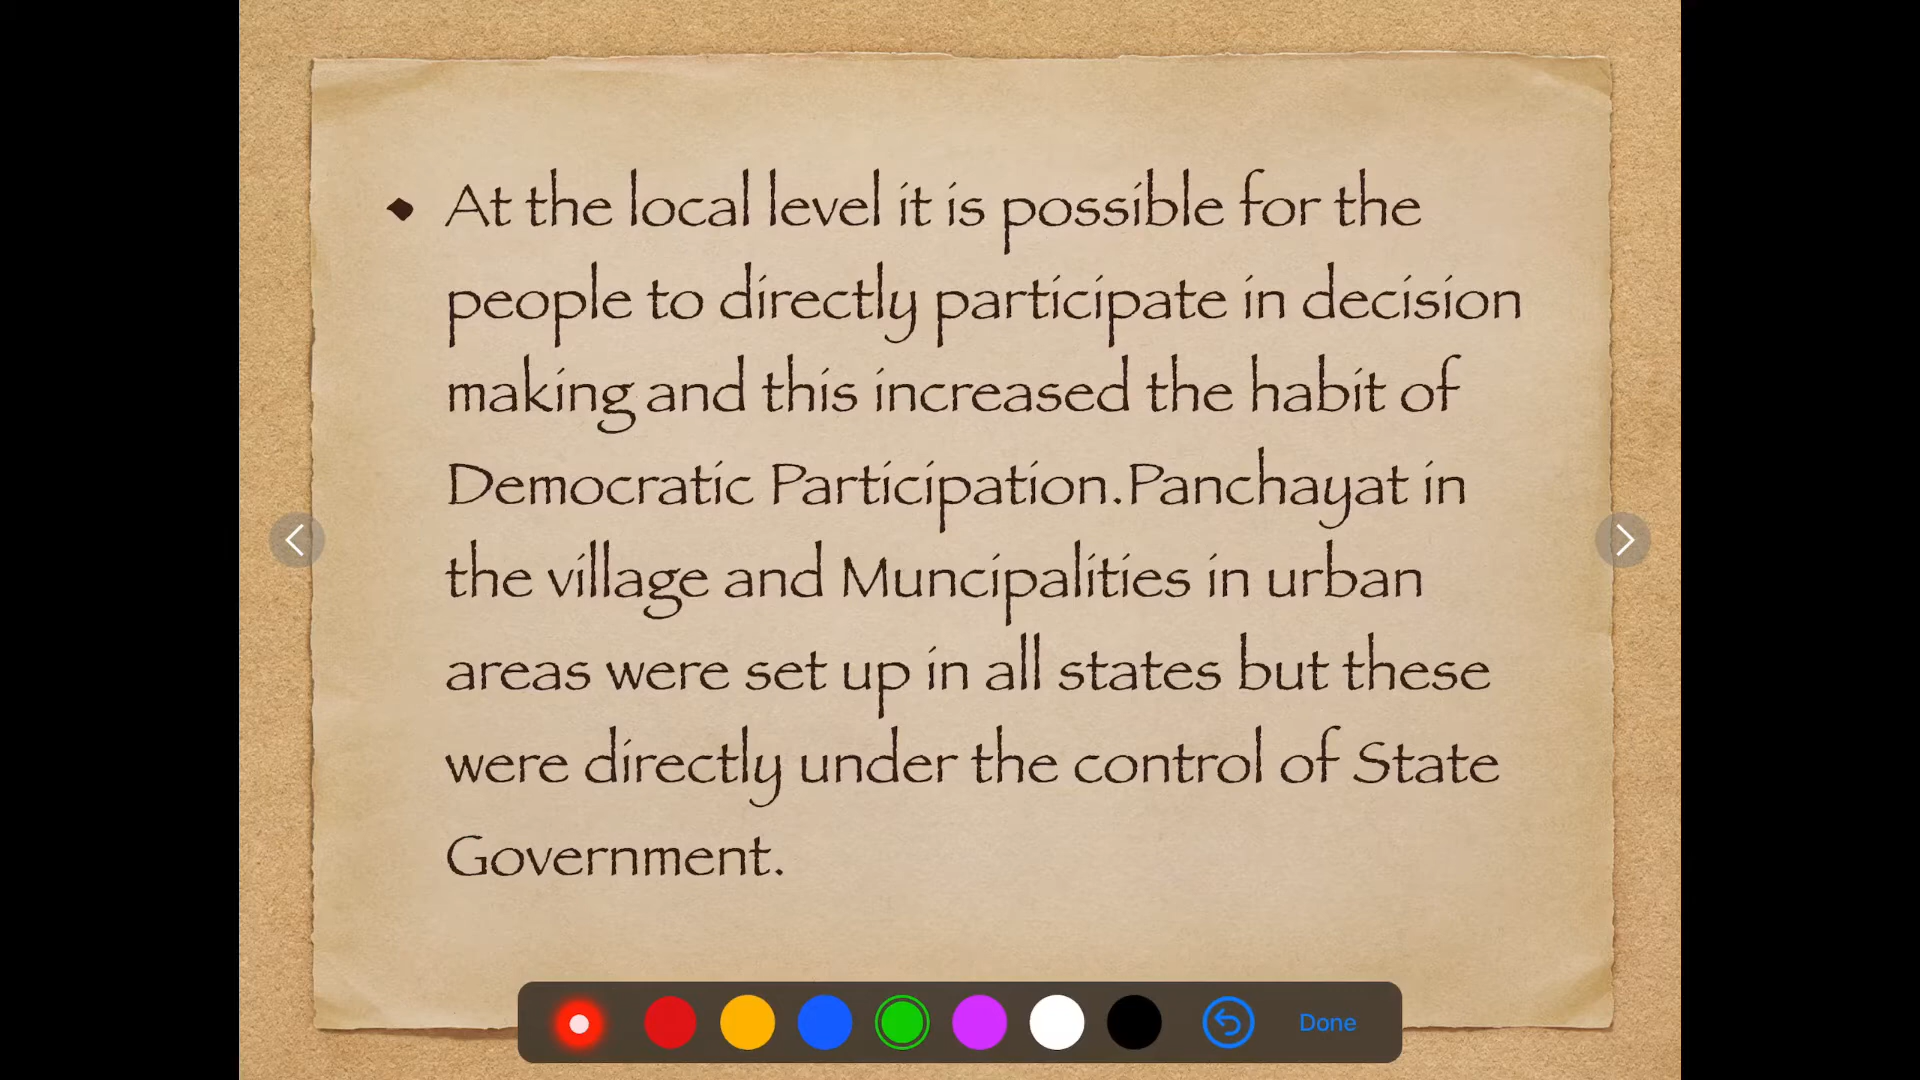 At the local level it is possible for the
people to directly participate in decision
making and this increased the habit of
Democratic Participation.Panchayat in
the village and Muncipalities in urban
areas were set up in all states but these
were directly under the control of State
Government.
Done